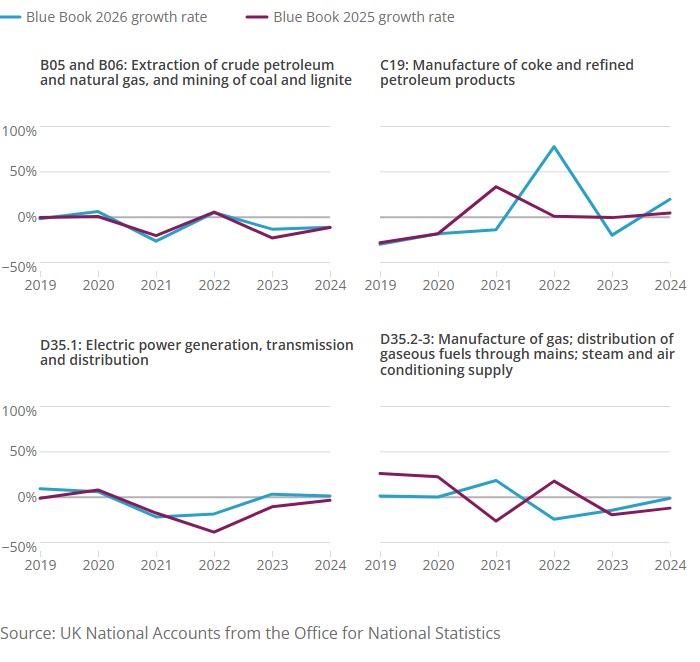 Blue Book 2026 growth rate Blue Book 2025 growth rate
B05 and B06: Extraction of crude petroleum
and natural gas, and mining of coal and lignite
C19: Manufacture of coke and refined
petroleum products
100%
50%
0%
−50%
2019 2020 2021 2022 2023 2024
2019 2020 2021 2022 2023 2024
D35.1: Electric power generation, transmission
and distribution
D35.2-3: Manufacture of gas; distribution of
gaseous fuels through mains; steam and air
conditioning supply
100%
50%
0%
−50%
2019 2020 2021 2022 2023 2024
2019 2020 2021 2022 2023 2024
Source: UK National Accounts from the Office for National Statistics